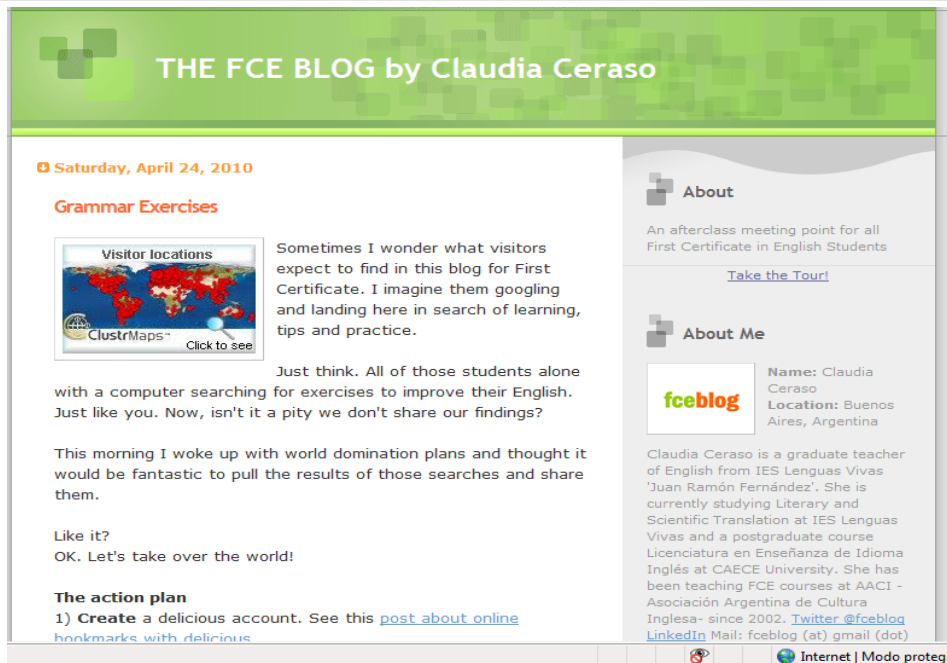 THE FCE BLOG by Claudia Ceraso
Saturday, April 24, 2010
Grammar Exercises
Visitor locations
ClustrMaps™
Click to see
Sometimes I wonder what visitors
expect to find in this blog for First
Certificate. I imagine them googling
and landing here in search of learning,
tips and practice.
Just think. All of those students alone
with a computer searching for exercises to improve their English.
Just like you. Now, isn't it a pity we don't share our findings?
This morning I woke up with world domination plans and thought it
would be fantastic to pull the results of those searches and share
them.
Like it?
OK. Let's take over the world!
The action plan
1) Create a delicious account. See this post about online
bookmarks with delicious
About
An afterclass meeting point for all
First Certificate in English Students
Take the Tour!
About Me
fceblog
Name: Claudia
Ceraso
Location: Buenos
Aires, Argentina
Claudia Ceraso is a graduate teacher
of English from IES Lenguas Vivas
'Juan Ramón Fernández'. She is
currently studying Literary and
Scientific Translation at IES Lenguas
Vivas and a postgraduate course
Licenciatura en Enseñanza de Idioma
Inglés at CAECE University. She has
been teaching FCE courses at AACI -
Asociación Argentina de Cultura
Inglesa- since 2002. Twitter @fceblog
LinkedIn Mail: fceblog (at) gmail (dot)
Internet | Modo proteg